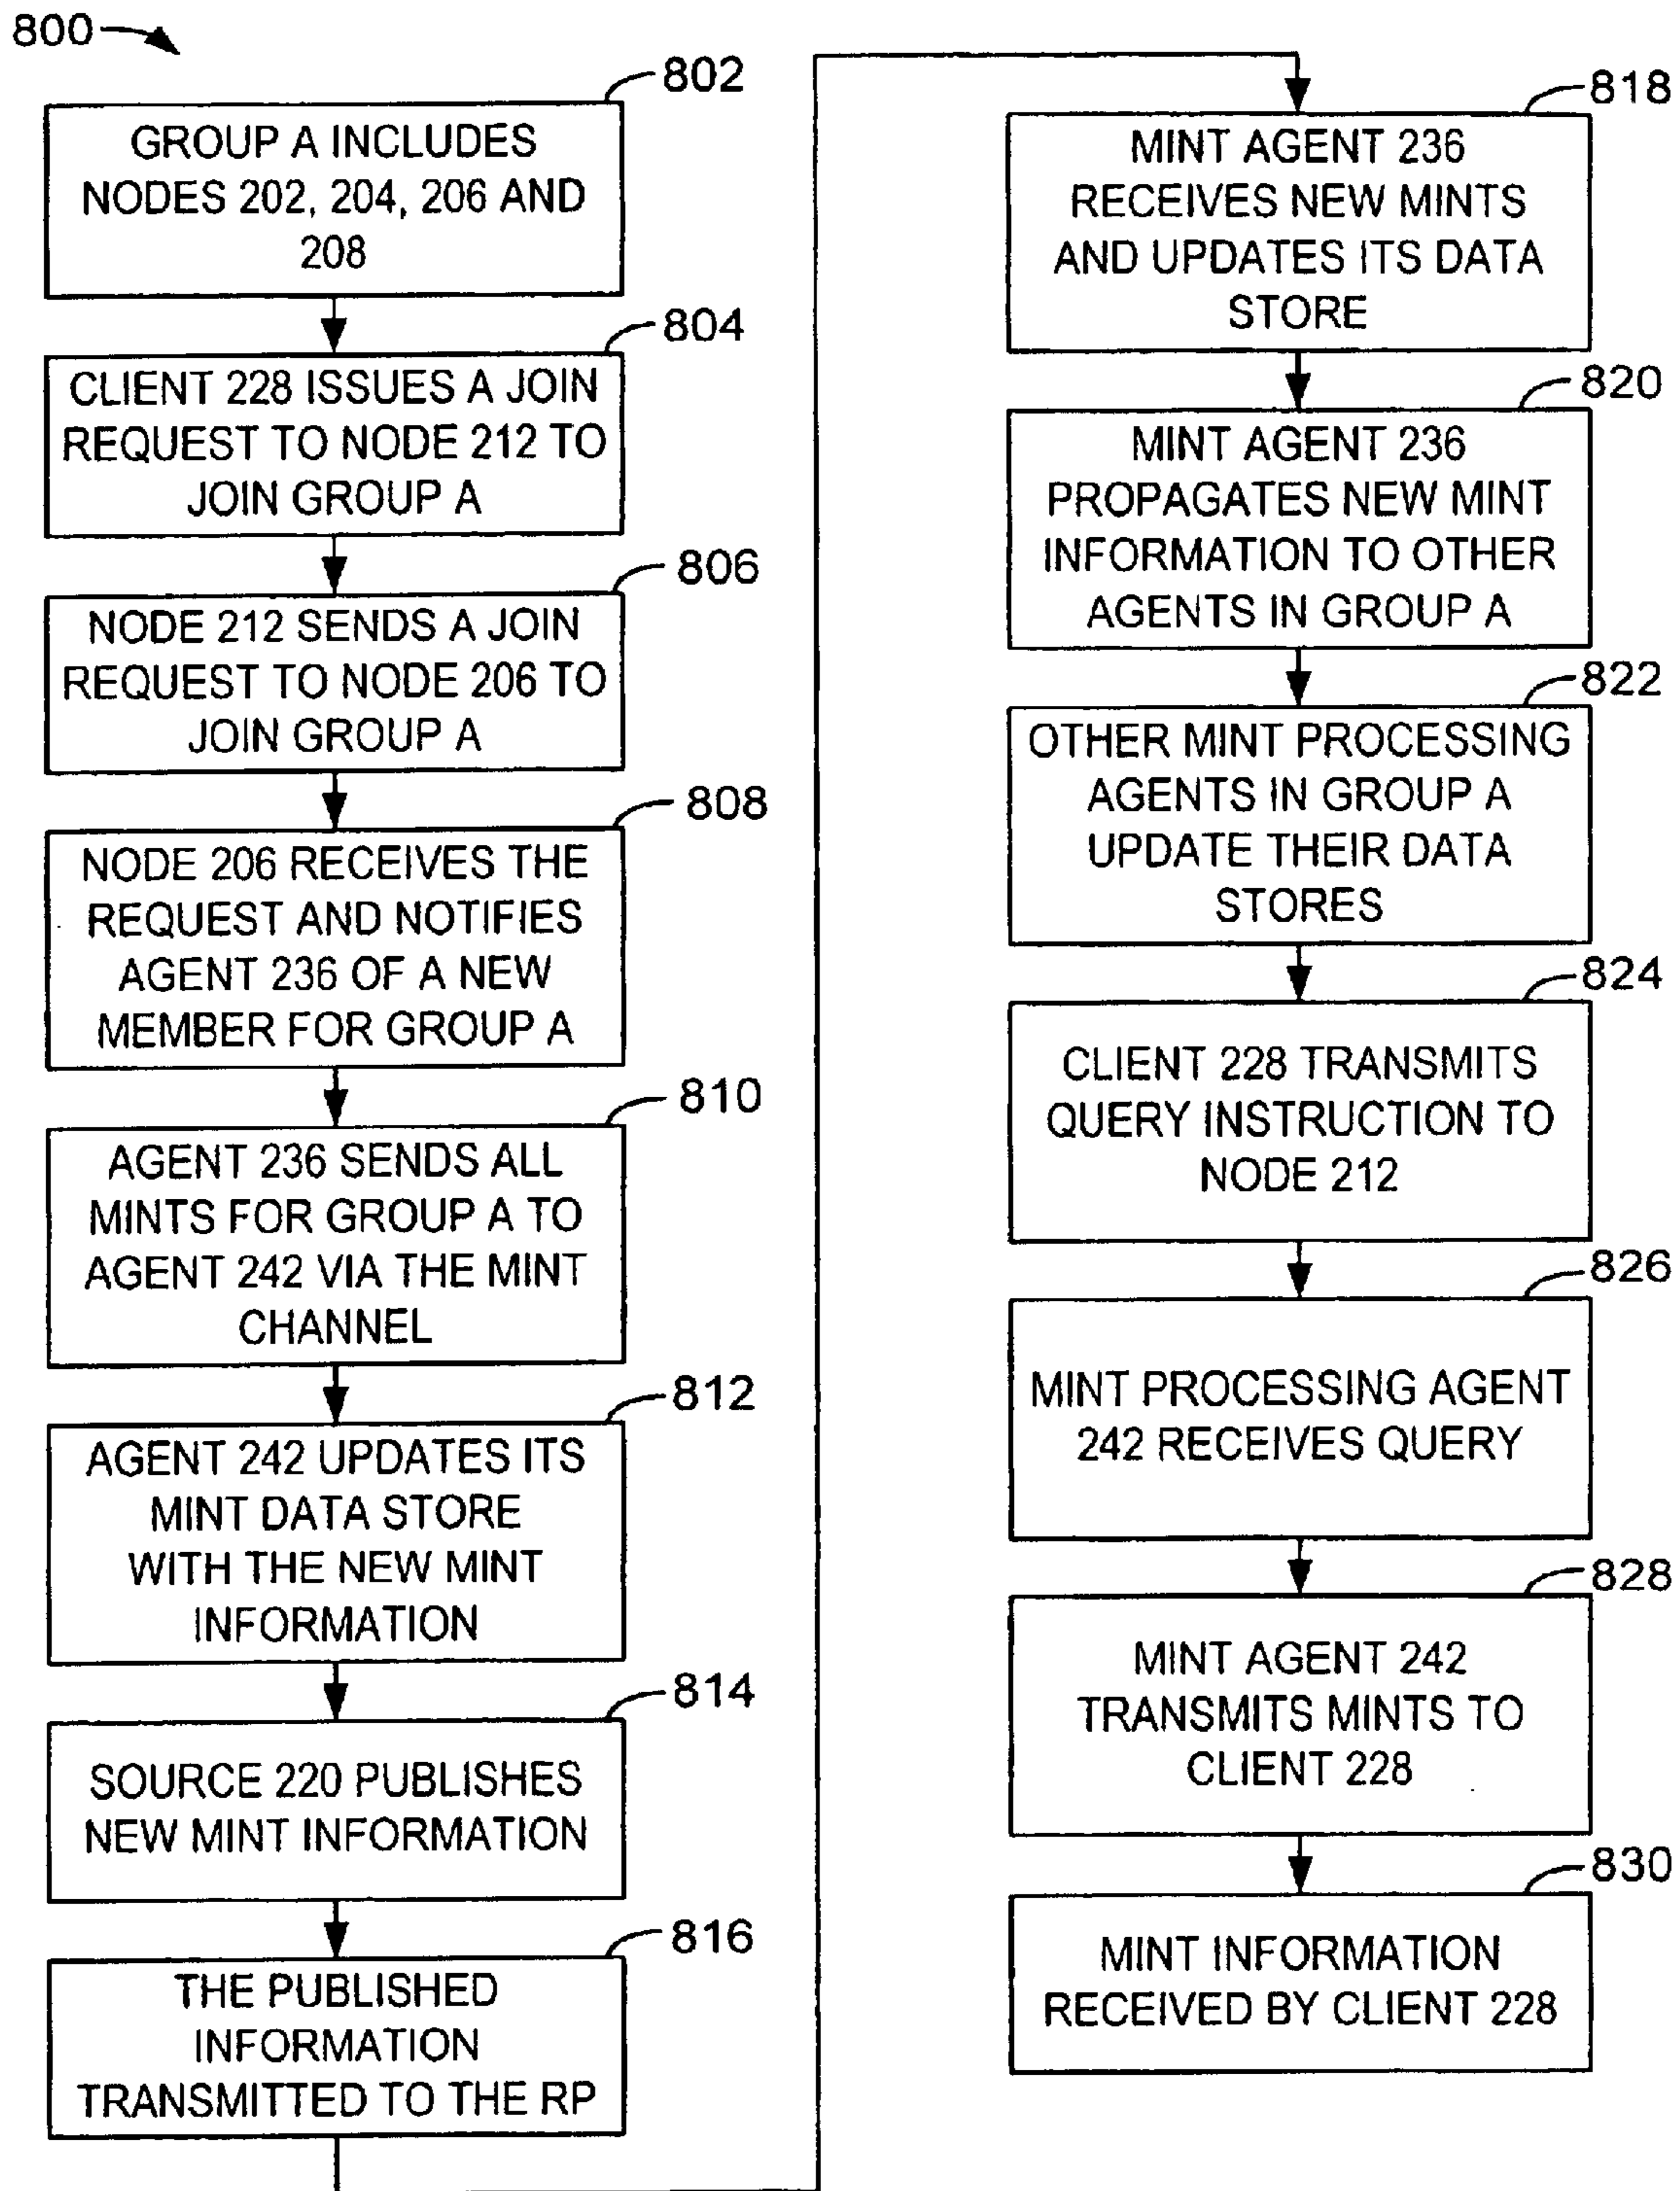 800
802
GROUP A INCLUDES
NODES 202, 204, 206 AND
208
804
CLIENT 228 ISSUES A JOIN
REQUEST TO NODE 212 TO
JOIN GROUP A
806
NODE 212 SENDS A JOIN
REQUEST TO NODE 206 TO
JOIN GROUP A
808
NODE 206 RECEIVES THE
REQUEST AND NOTIFIES
AGENT 236 OF A NEW
MEMBER FOR GROUP A
810
AGENT 236 SENDS ALL
MINTS FOR GROUP A TO
AGENT 242 VIA THE MINT
CHANNEL
812
AGENT 242 UPDATES ITS
MINT DATA STORE
WITH THE NEW MINT
INFORMATION
814
SOURCE 220 PUBLISHES
NEW MINT INFORMATION
816
THE PUBLISHED
INFORMATION
TRANSMITTED TO THE RP
818
MINT AGENT 236
RECEIVES NEW MINTS
AND UPDATES ITS DATA
STORE
820
MINT AGENT 236
PROPAGATES NEW MINT
INFORMATION TO OTHER
AGENTS IN GROUP A
822
OTHER MINT PROCESSING
AGENTS IN GROUP A
UPDATE THEIR DATA
STORES
824
CLIENT 228 TRANSMITS
QUERY INSTRUCTION TO
NODE 212
826
MINT PROCESSING AGENT
242 RECEIVES QUERY
828
MINT AGENT 242
TRANSMITS MINTS TO
CLIENT 228
830
MINT INFORMATION
RECEIVED BY CLIENT 228